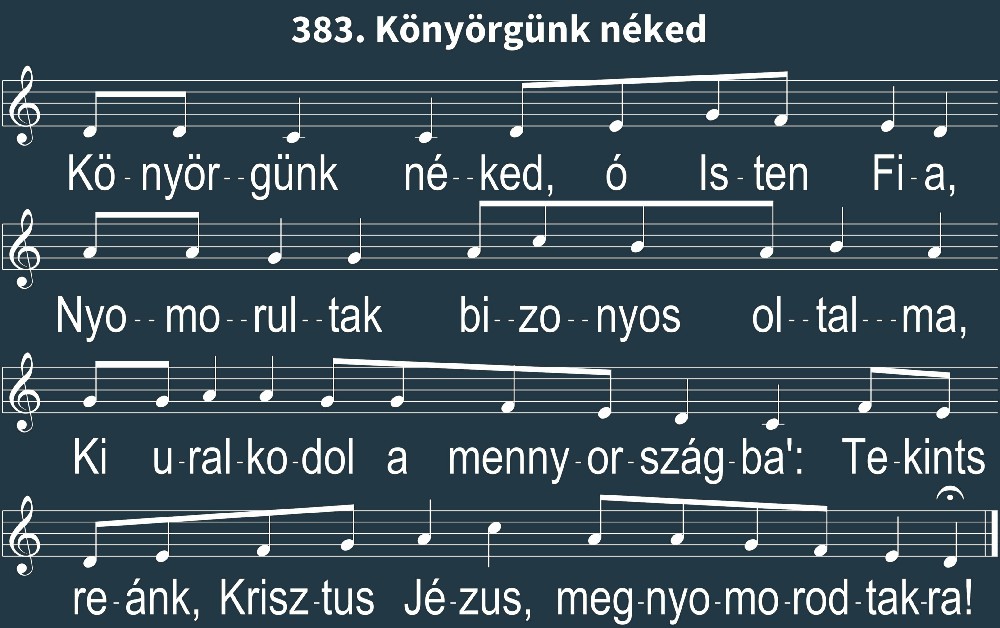 383. Könyörgünk néked
Kö - nyör - - günk né - - ked, ó Is - ten Fi - a,
Nyo - - mo - - rul - - tak bi - - zo - - nyos ol - - tal - - - ma,
Ki u - ral - ko - dol a menny - or - szág - ba': Te - kints
re - ánk, Krisz - tus Jé - zus, meg - nyo - mo - rod - tak - ra!